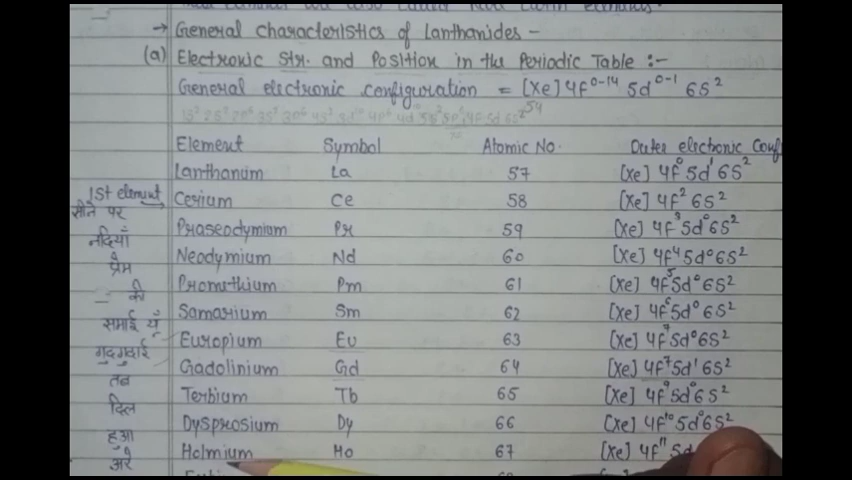 → General characteristics of Lanthanides -
(a) Electronic Str. and Position in the Periodic Table :-
General electronic configuration = [Xe] 4f⁰⁻¹⁴ 5d⁰⁻¹ 6s²
Element Symbol Atomic No. Outer electronic Conf
Lanthanum La 57 [Xe] 4f⁰ 5d¹ 6s²
1st element Cerium Ce 58 [Xe] 4f² 6s²
सीने पर Praseodymium Pr 59 [Xe] 4f³ 5d⁰ 6s²
नदियाँ Neodymium Nd 60 [Xe] 4f⁴ 5d⁰ 6s²
प्रेम Promethium Pm 61 [Xe] 4f⁵ 5d⁰ 6s²
की Samarium Sm 62 [Xe] 4f⁶ 5d⁰ 6s²
समाई यूँ Europium Eu 63 [Xe] 4f⁷ 5d⁰ 6s²
गुदगुदाई Gadolinium Gd 64 [Xe] 4f⁷ 5d¹ 6s²
तब Terbium Tb 65 [Xe] 4f⁹ 5d⁰ 6s²
दिल Dysprosium Dy 66 [Xe] 4f¹⁰ 5d⁰ 6s²
हुआ Holmium Ho 67 [Xe] 4f¹¹ 5d
अरे